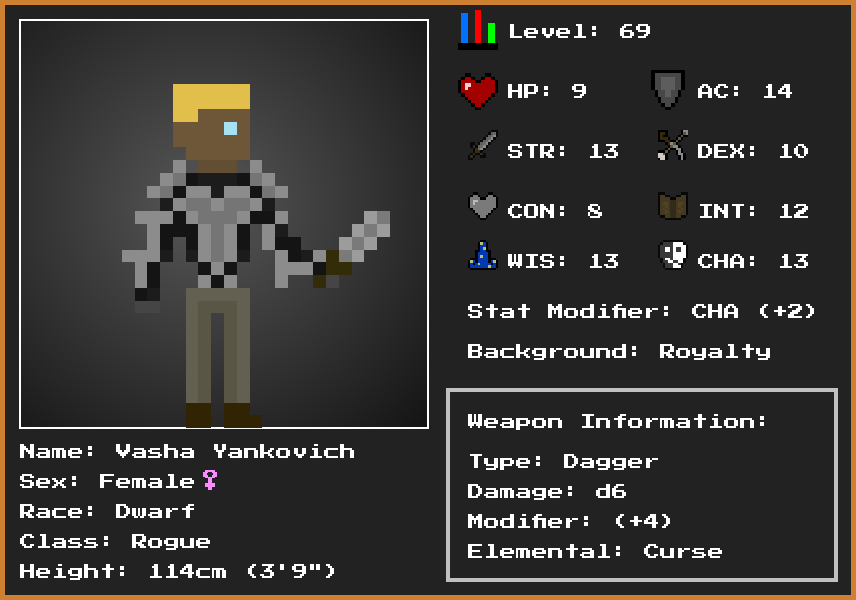 Level: 69
HP: 9 AC: 14
STR: 13 DEX: 10
CON: 8 INT: 12
WIS: 13 CHA: 13
Stat Modifier: CHA (+2)
Background: Royalty
Weapon Information:
Type: Dagger
Damage: d6
Modifier: (+4)
Elemental: Curse
Name: Vasha Yankovich
Sex: Female♀
Race: Dwarf
Class: Rogue
Height: 114cm (3'9")